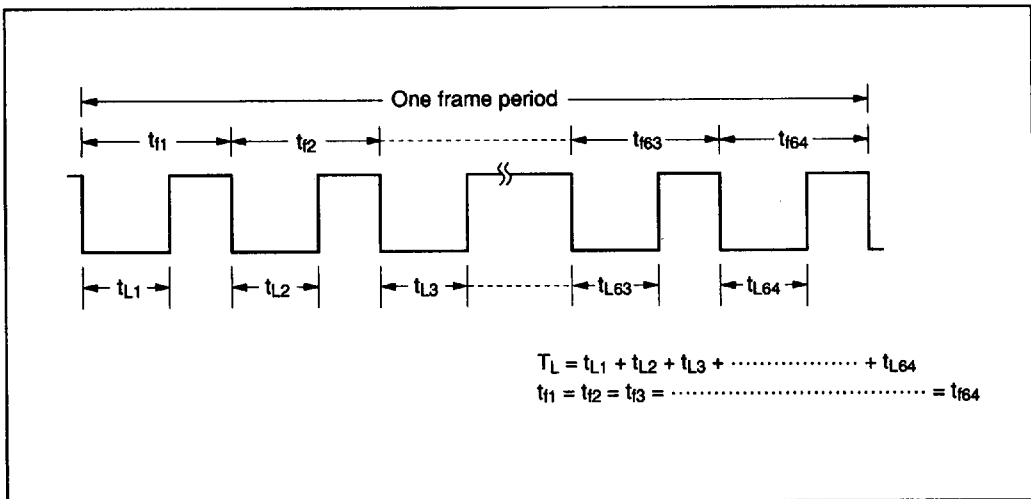 One frame period
tf1 tf2 tf63 tf64
tL1 tL2 tL3 tL63 tL64
TL = tL1 + tL2 + tL3 + ·················· + tL64
tf1 = tf2 = tf3 = ··································· = tf64